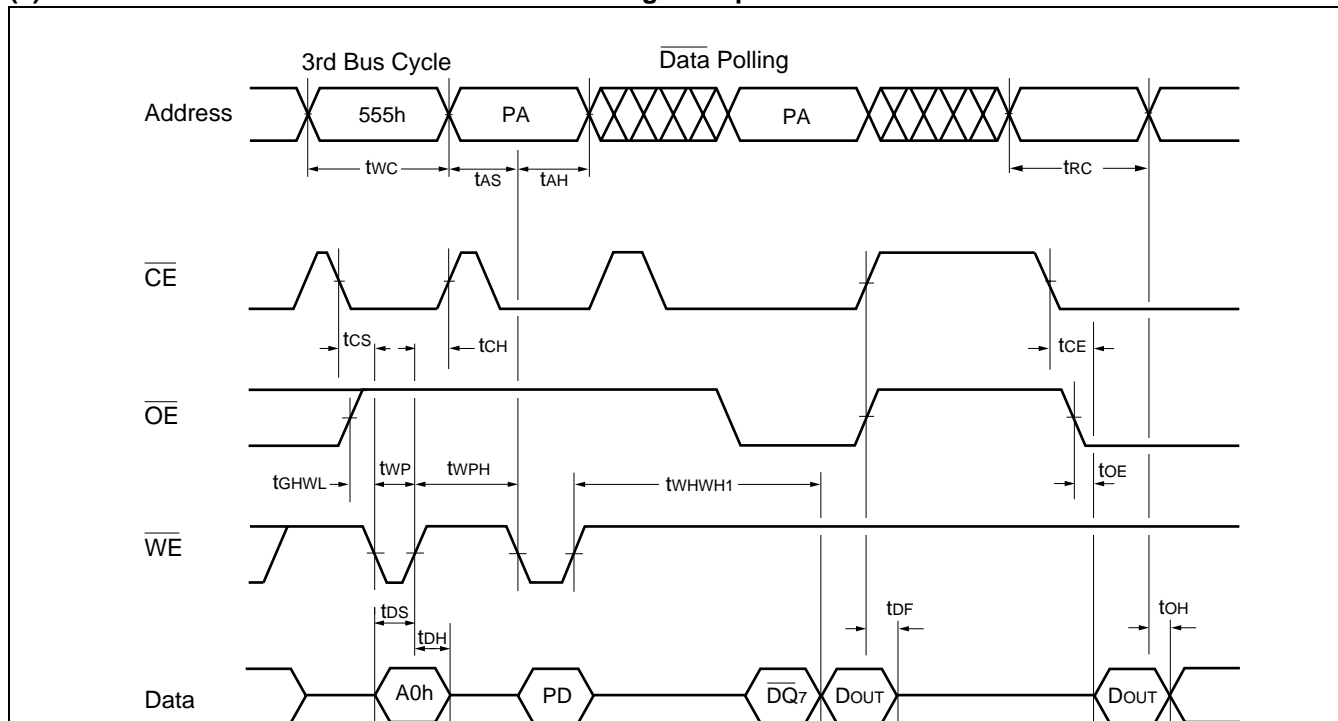 3rd Bus Cycle Data Polling
Address 555h PA PA
tWC tAS tAH tRC
CE
tCS tCH tCE
OE
tGHWL tWP tWPH tWHWH1 tOE
WE
tDS tDH tDF tOH
Data A0h PD DQ7 DOUT DOUT